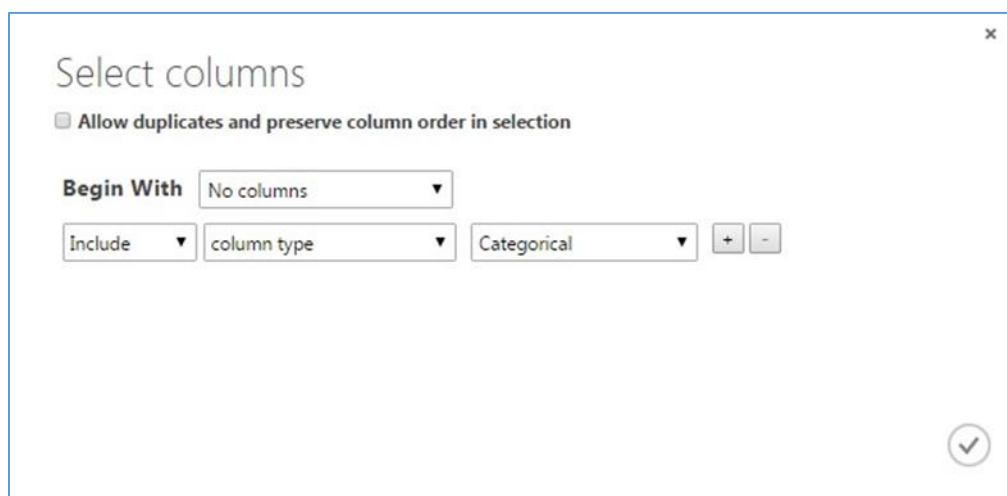 Select columns
Allow duplicates and preserve column order in selection
Begin With No columns
Include column type Categorical + -